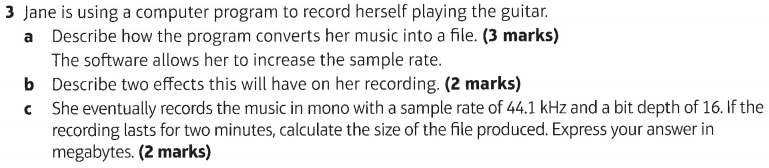 3 Jane is using a computer program to record herself playing the guitar.
a Describe how the program converts her music into a file. (3 marks)
The software allows her to increase the sample rate.
b Describe two effects this will have on her recording. (2 marks)
c She eventually records the music in mono with a sample rate of 44.1 kHz and a bit depth of 16. If the
recording lasts for two minutes, calculate the size of the file produced. Express your answer in
megabytes. (2 marks)